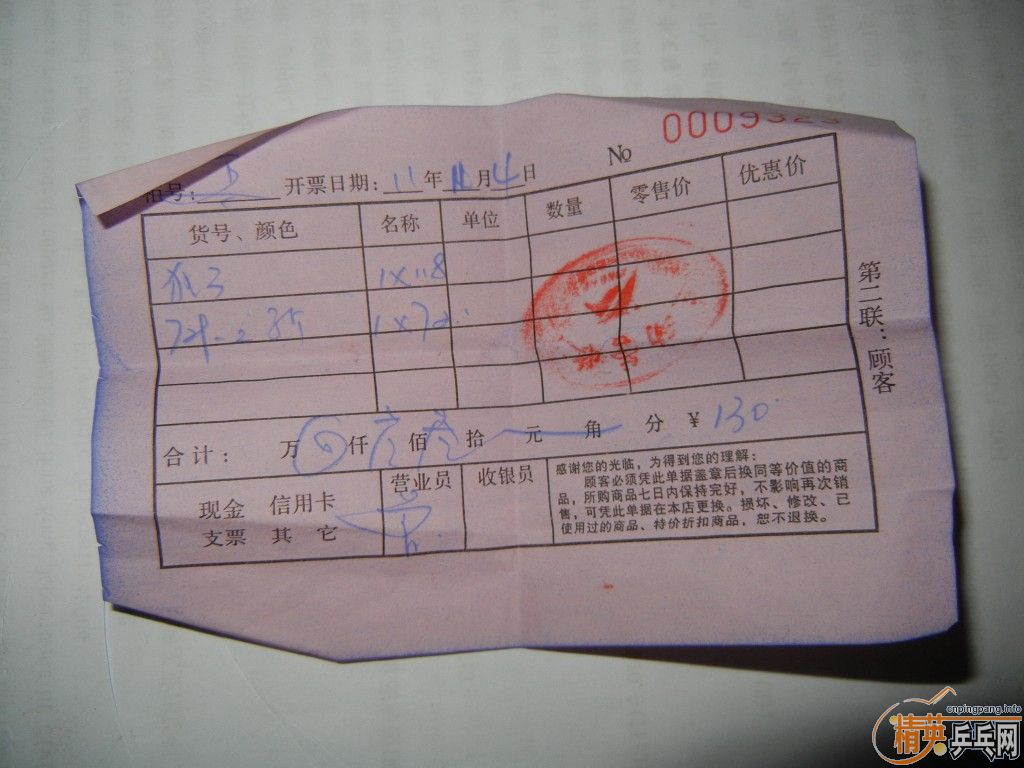 No 0009323
柜号: 开票日期: 11 年 11 月 4 日
货号、颜色 名称 单位 数量 零售价 优惠价
狂3 1×118
729-2 1×72
第二联：顾客
合计： 万 仟 佰 拾 元 角 分 ￥ 130
现金 信用卡 营业员 收银员
支票 其它
感谢您的光临，为得到您的理解：
顾客必须凭此单据盖章后换同等价值的商
品，所购商品七日内保持完好，不影响再次销
售，可凭此单据在本店更换。损坏、修改、己
使用过的商品、特价折扣商品，恕不退换。
cnpingpang.info
精英乒乓网